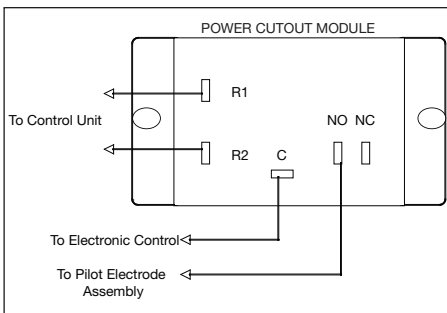 POWER CUTOUT MODULE
R1
To Control Unit
NO NC
R2 C
To Electronic Control
To Pilot Electrode
Assembly